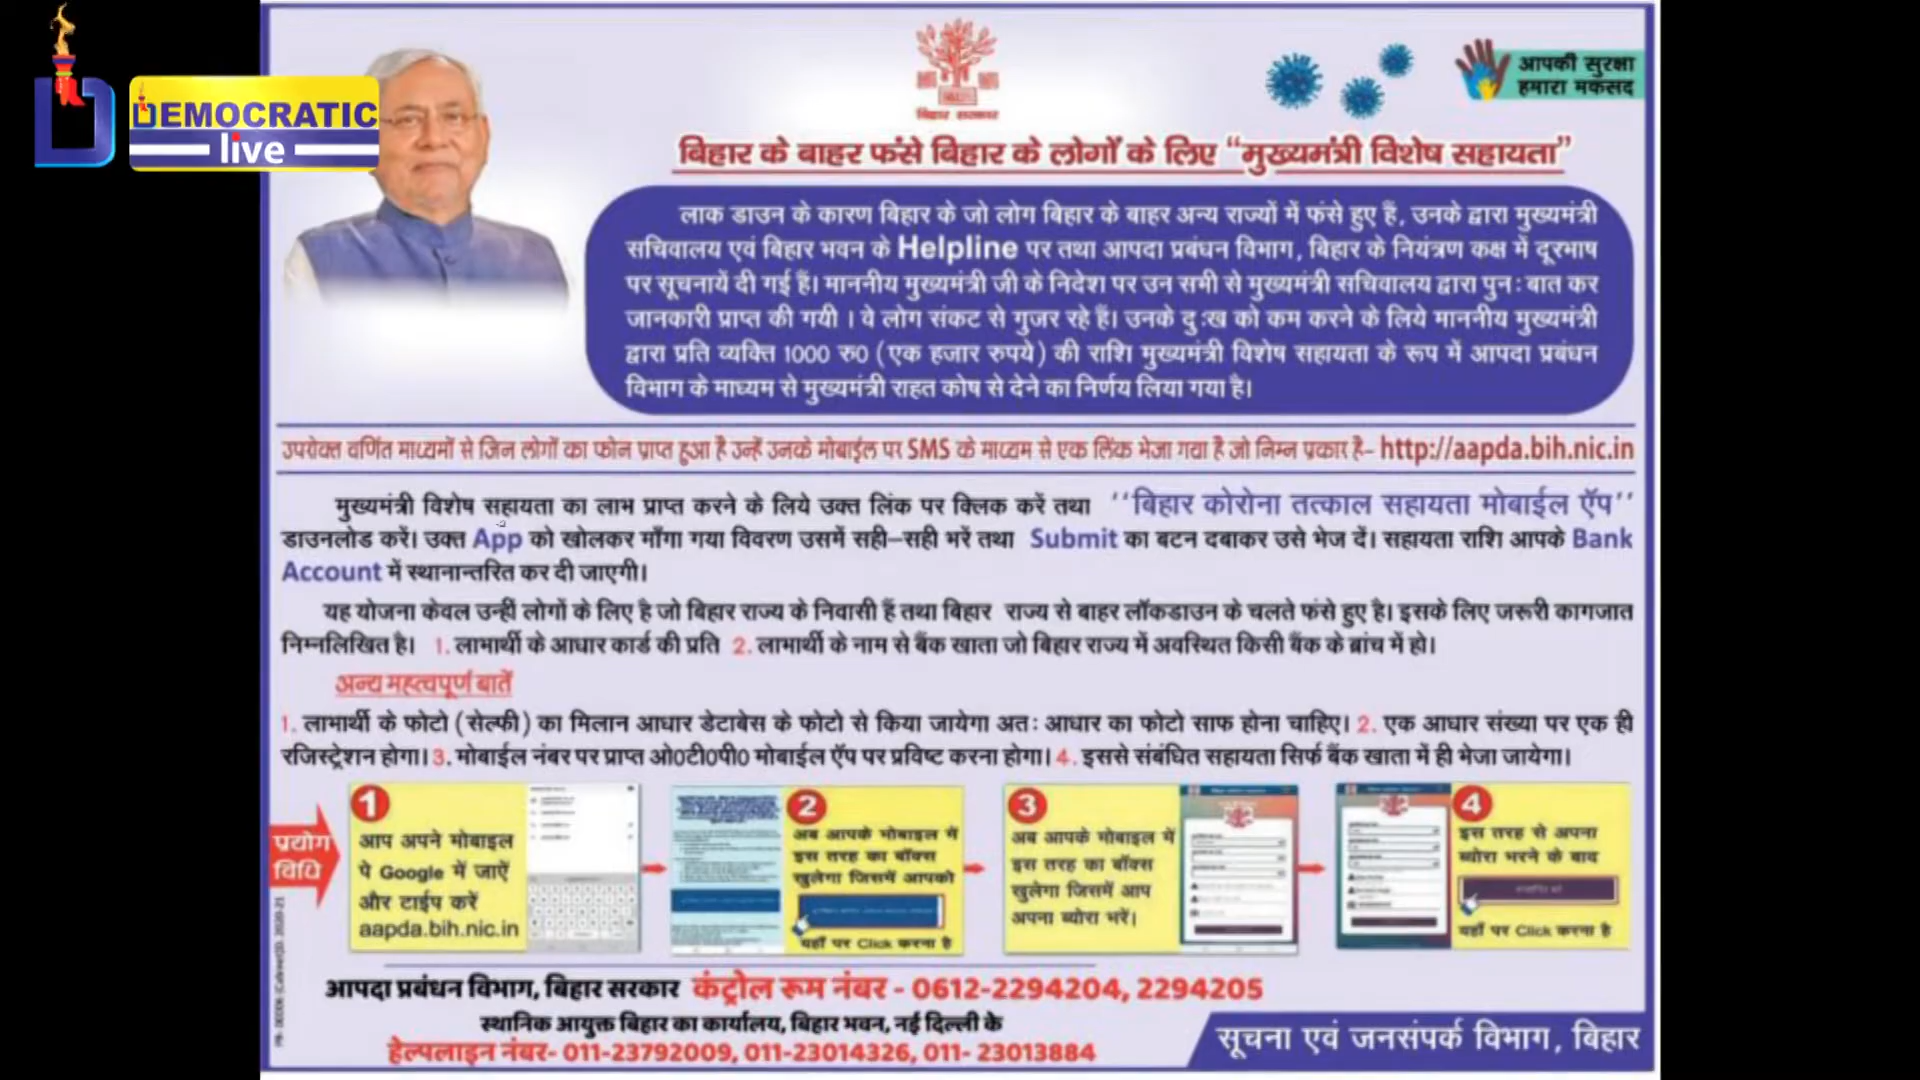 DEMOCRATIC
live
बिहार सरकार
आपकी सुरक्षा
हमारा मकसद
बिहार के बाहर फंसे बिहार के लोगों के लिए “मुख्यमंत्री विशेष सहायता”
लाक डाउन के कारण बिहार के जो लोग बिहार के बाहर अन्य राज्यों में फंसे हुए हैं, उनके द्वारा मुख्यमंत्री
सचिवालय एवं बिहार भवन के Helpline पर तथा आपदा प्रबंधन विभाग, बिहार के नियंत्रण कक्ष में दूरभाष
पर सूचनायें दी गई हैं। माननीय मुख्यमंत्री जी के निदेश पर उन सभी से मुख्यमंत्री सचिवालय द्वारा पुन: बात कर
जानकारी प्राप्त की गयी । वे लोग संकट से गुजर रहे हैं। उनके दु:ख को कम करने के लिये माननीय मुख्यमंत्री
द्वारा प्रति व्यक्ति 1000 रु0 (एक हजार रुपये) की राशि मुख्यमंत्री विशेष सहायता के रूप में आपदा प्रबंधन
विभाग के माध्यम से मुख्यमंत्री राहत कोष से देने का निर्णय लिया गया है।
उपरोक्त वर्णित माध्यमों से जिन लोगों का फोन प्राप्त हुआ है उन्हें उनके मोबाईल पर SMS के माध्यम से एक लिंक भेजा गया है जो निम्न प्रकार है– http://aapda.bih.nic.in
मुख्यमंत्री विशेष सहायता का लाभ प्राप्त करने के लिये उक्त लिंक पर क्लिक करें तथा ‘‘बिहार कोरोना तत्काल सहायता मोबाईल ऍप’’
डाउनलोड करें। उक्त App को खोलकर माँगा गया विवरण उसमें सही–सही भरें तथा Submit का बटन दबाकर उसे भेज दें। सहायता राशि आपके Bank
Account में स्थानान्तरित कर दी जाएगी।
यह योजना केवल उन्हीं लोगों के लिए है जो बिहार राज्य के निवासी हैं तथा बिहार राज्य से बाहर लॉकडाउन के चलते फंसे हुए है। इसके लिए जरूरी कागजात
निम्नलिखित है। 1. लाभार्थी के आधार कार्ड की प्रति 2. लाभार्थी के नाम से बैंक खाता जो बिहार राज्य में अवस्थित किसी बैंक के ब्रांच में हो।
अन्य महत्वपूर्ण बातें
1. लाभार्थी के फोटो (सेल्फी) का मिलान आधार डेटाबेस के फोटो से किया जायेगा अत: आधार का फोटो साफ होना चाहिए। 2. एक आधार संख्या पर एक ही
रजिस्ट्रेशन होगा। 3. मोबाईल नंबर पर प्राप्त ओ0टी0पी0 मोबाईल ऍप पर प्रविष्ट करना होगा। 4. इससे संबंधित सहायता सिर्फ बैंक खाता में ही भेजा जायेगा।
प्रयोग
विधि
1
आप अपने मोबाइल
पे Google में जाऐं
और टाईप करें
aapda.bih.nic.in
2
अब आपके मोबाइल में
इस तरह का बॉक्स
खुलेगा जिसमें आपको
यहाँ पर Click करना है
3
अब आपके मोबाइल में
इस तरह का बॉक्स
खुलेगा जिसमें आप
अपना ब्योरा भरें।
4
इस तरह से अपना
ब्योरा भरने के बाद
यहाँ पर Click करना है
आपदा प्रबंधन विभाग, बिहार सरकार कंट्रोल रूम नंबर - 0612-2294204, 2294205
स्थानिक आयुक्त बिहार का कार्यालय, बिहार भवन, नई दिल्ली के
हेल्पलाइन नंबर- 011-23792009, 011-23014326, 011- 23013884
सूचना एवं जनसंपर्क विभाग, बिहार